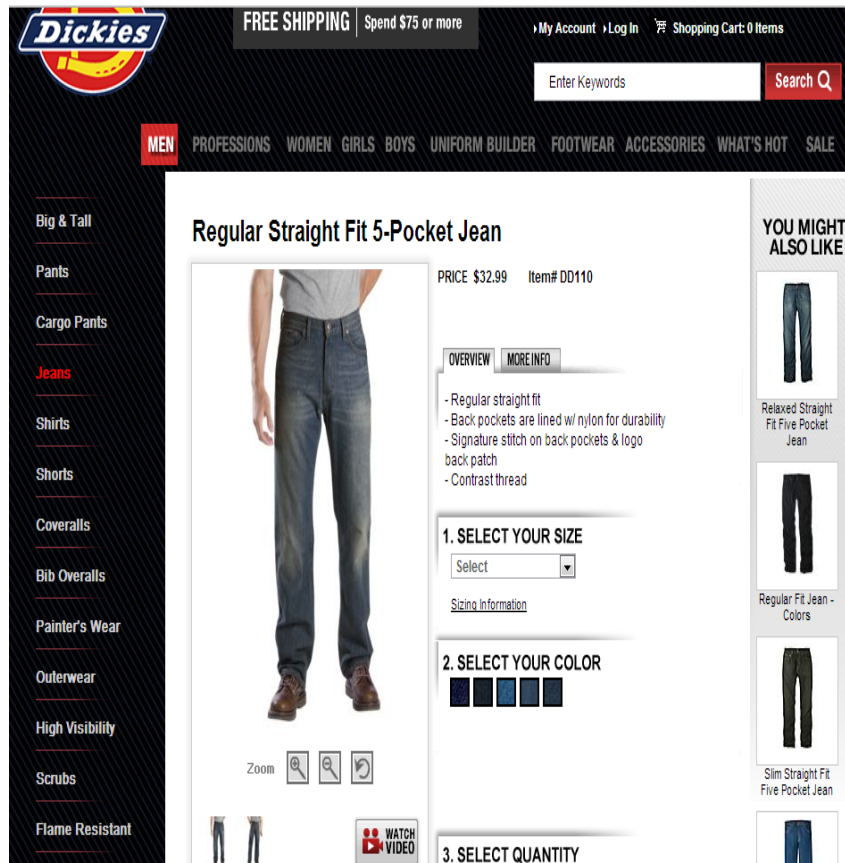 Dickies
FREE SHIPPING Spend $75 or more
My Account Log In Shopping Cart: 0 Items
Enter Keywords
Search
MEN PROFESSIONS WOMEN GIRLS BOYS UNIFORM BUILDER FOOTWEAR ACCESSORIES WHAT'S HOT SALE
Big & Tall
Pants
Cargo Pants
Jeans
Shirts
Shorts
Coveralls
Bib Overalls
Painter's Wear
Outerwear
High Visibility
Scrubs
Flame Resistant
Regular Straight Fit 5-Pocket Jean
Zoom
WATCH
VIDEO
PRICE $32.99 Item# DD110
OVERVIEW MORE INFO
- Regular straight fit
- Back pockets are lined w/ nylon for durability
- Signature stitch on back pockets & logo
back patch
- Contrast thread
1. SELECT YOUR SIZE
Select
Sizing Information
2. SELECT YOUR COLOR
3. SELECT QUANTITY
YOU MIGHT
ALSO LIKE
Relaxed Straight
Fit Five Pocket
Jean
Regular Fit Jean -
Colors
Slim Straight Fit
Five Pocket Jean